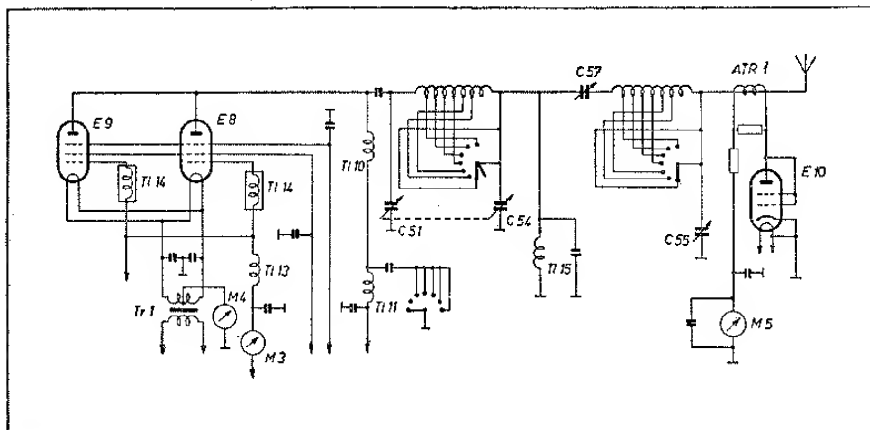 C57
ATR 1
E9
E8
E10
Tl 10
Tl 14
Tl 14
C51
C54
C55
Tl 15
Tl 13
M4
Tr 1
Tl 11
M5
M3